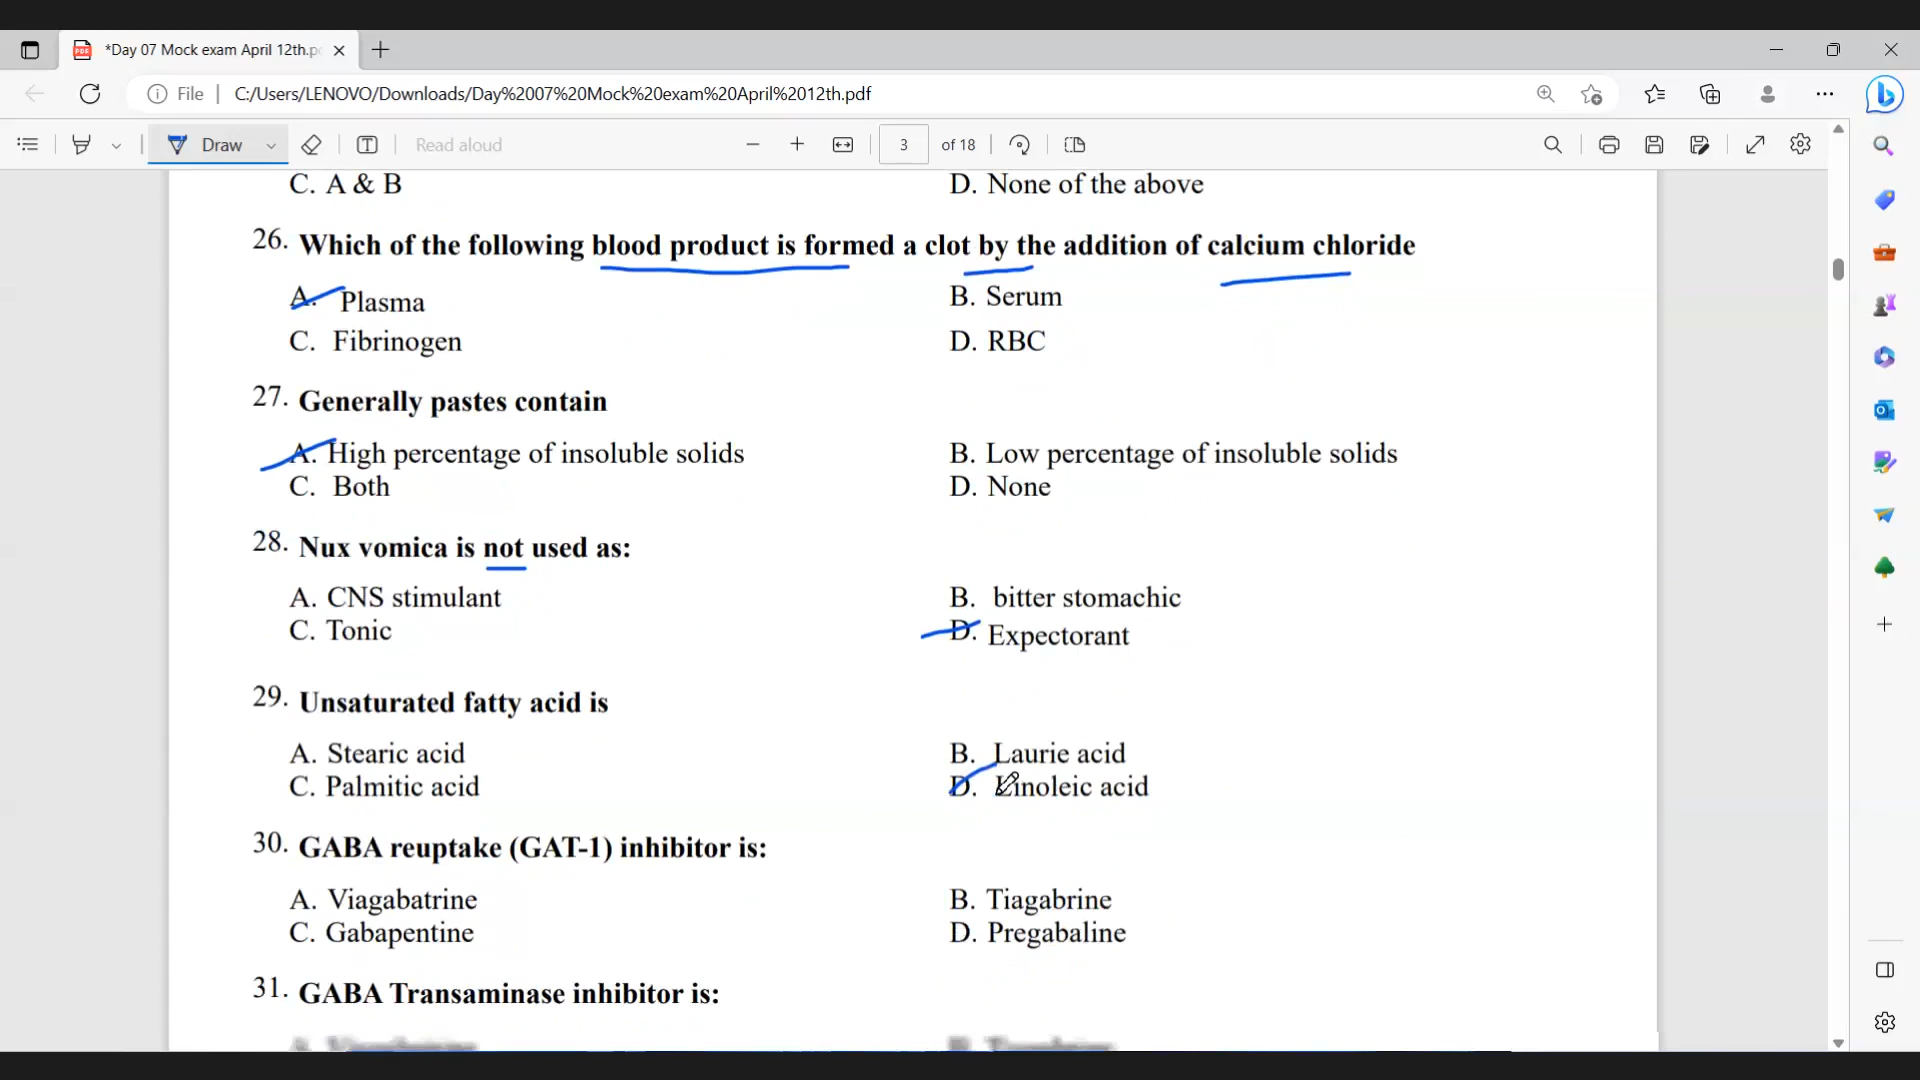 *Day 07 Mock exam April 12th.p
File
C:/Users/LENOVO/Downloads/Day%2007%20Mock%20exam%20April%2012th.pdf
Draw
Read aloud
3 of 18
C. A & B
D. None of the above
26. Which of the following blood product is formed a clot by the addition of calcium chloride
A. Plasma
B. Serum
C. Fibrinogen
D. RBC
27. Generally pastes contain
A. High percentage of insoluble solids
B. Low percentage of insoluble solids
C. Both
D. None
28. Nux vomica is not used as:
A. CNS stimulant
B. bitter stomachic
C. Tonic
D. Expectorant
29. Unsaturated fatty acid is
A. Stearic acid
B. Laurie acid
C. Palmitic acid
D. Linoleic acid
30. GABA reuptake (GAT-1) inhibitor is:
A. Viagabatrine
B. Tiagabrine
C. Gabapentine
D. Pregabaline
31. GABA Transaminase inhibitor is: